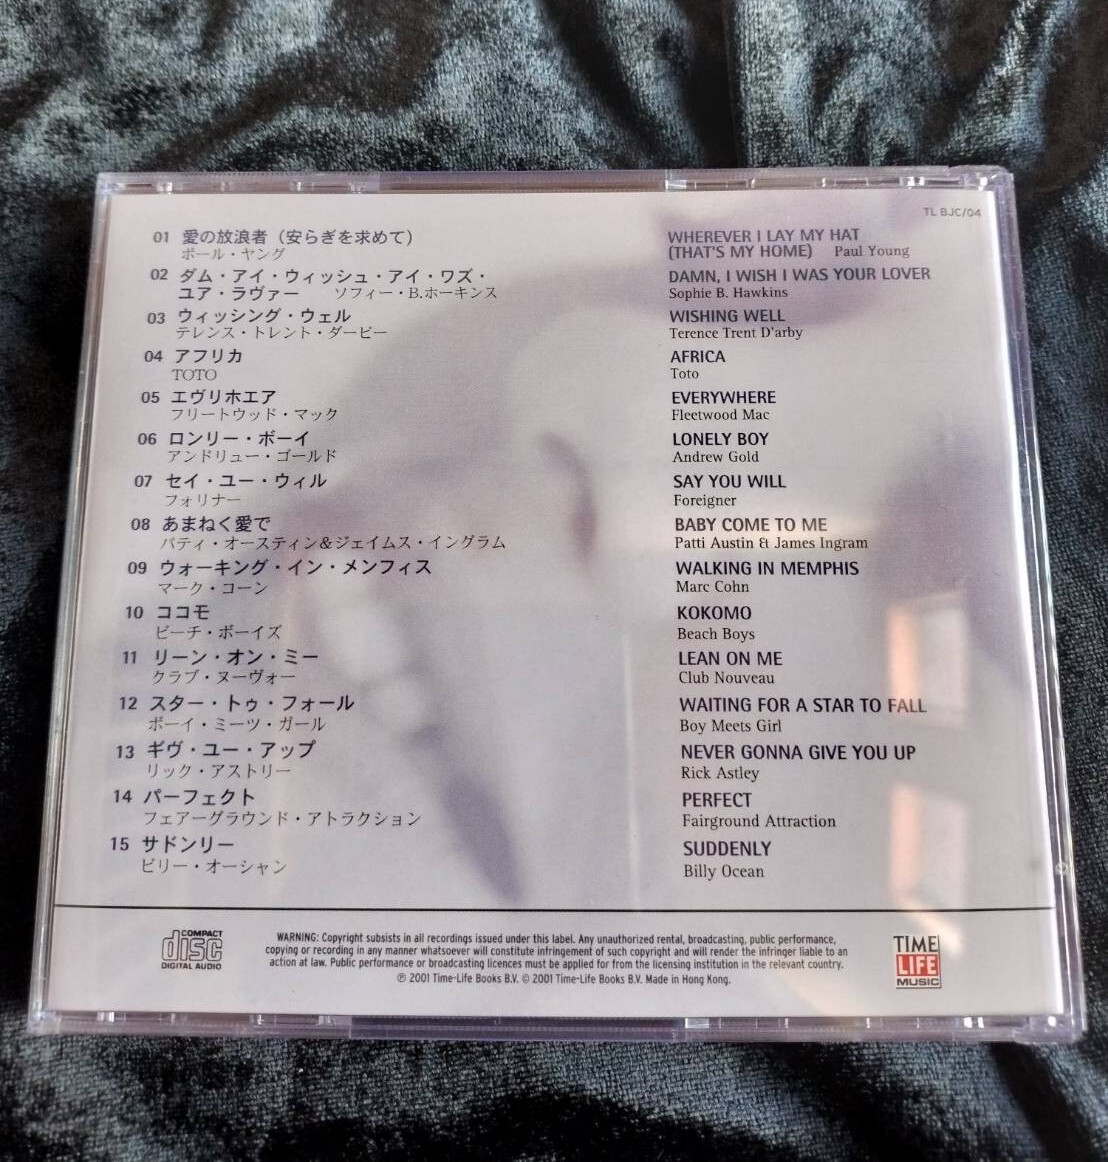 TL BJC/04
01 愛の放浪者（安らぎを求めて）
ポール・ヤング
02 ダム・アイ・ウィッシュ・アイ・ワズ・
ユア・ラヴァー ソフィー・B.ホーキンス
03 ウィッシング・ウェル
テレンス・トレント・ダービー
04 アフリカ
TOTO
05 エヴリホエア
フリートウッド・マック
06 ロンリー・ボーイ
アンドリュー・ゴールド
07 セイ・ユー・ウィル
フォリナー
08 あまねく愛で
パティ・オースティン&ジェイムス・イングラム
09 ウォーキング・イン・メンフィス
マーク・コーン
10 ココモ
ビーチ・ボーイズ
11 リーン・オン・ミー
クラブ・ヌーヴォー
12 スター・トゥ・フォール
ボーイ・ミーツ・ガール
13 ギヴ・ユー・アップ
リック・アストリー
14 パーフェクト
フェアーグラウンド・アトラクション
15 サドンリー
ビリー・オーシャン
WHEREVER I LAY MY HAT
(THAT'S MY HOME) Paul Young
DAMN, I WISH I WAS YOUR LOVER
Sophie B. Hawkins
WISHING WELL
Terence Trent D'arby
AFRICA
Toto
EVERYWHERE
Fleetwood Mac
LONELY BOY
Andrew Gold
SAY YOU WILL
Foreigner
BABY COME TO ME
Patti Austin & James Ingram
WALKING IN MEMPHIS
Marc Cohn
KOKOMO
Beach Boys
LEAN ON ME
Club Nouveau
WAITING FOR A STAR TO FALL
Boy Meets Girl
NEVER GONNA GIVE YOU UP
Rick Astley
PERFECT
Fairground Attraction
SUDDENLY
Billy Ocean
COMPACT
disc
DIGITAL AUDIO
WARNING: Copyright subsists in all recordings issued under this label. Any unauthorized rental, broadcasting, public performance,
copying or recording in any manner whatsoever will constitute infringement of such copyright and will render the infringer liable to an
action at law. Public performance or broadcasting licences must be applied for from the licensing institution in the relevant country.
℗ 2001 Time-Life Books B.V. © 2001 Time-Life Books B.V. Made in Hong Kong.
TIME
LIFE
MUSIC